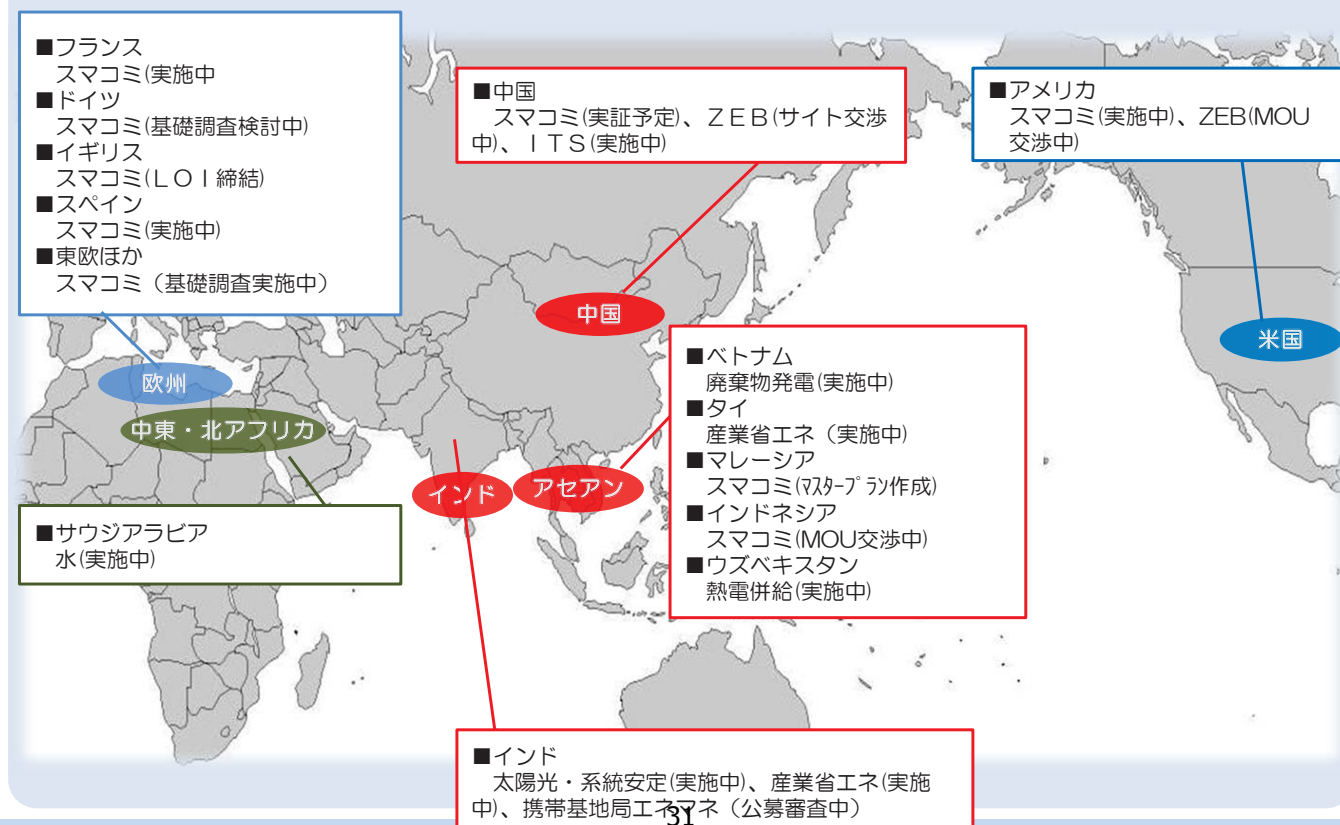 ■フランス
スマコミ(実施中
■ドイツ
スマコミ(基礎調査検討中)
■イギリス
スマコミ(ＬＯＩ締結)
■スペイン
スマコミ(実施中)
■東欧ほか
スマコミ（基礎調査実施中）
■中国
スマコミ(実証予定)、ＺＥＢ(サイト交渉
中)、ＩＴＳ(実施中)
■アメリカ
スマコミ(実施中)、ZEB(MOU
交渉中)
中国
米国
欧州
中東・北アフリカ
インド
アセアン
■ベトナム
廃棄物発電(実施中)
■タイ
産業省エネ（実施中）
■マレーシア
スマコミ(ﾏｽﾀｰﾌﾟﾗﾝ作成)
■インドネシア
スマコミ(MOU交渉中)
■ウズベキスタン
熱電併給(実施中)
■サウジアラビア
水(実施中)
■インド
太陽光・系統安定(実施中)、産業省エネ(実施
中)、携帯基地局エネマネ（公募審査中）
31